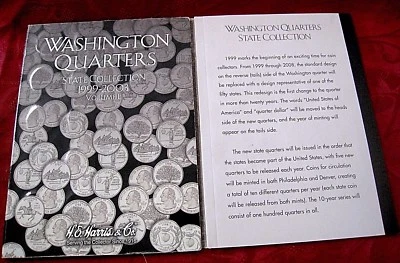 WASHINGTON
QUARTERS
STATE COLLECTION
1999-2008
VOLUME I
H.E. Harris & Co.
Serving the Collector Since 1916
WASHINGTON QUARTERS
STATE COLLECTION
1999 marks the beginning of an exciting time for coin
collectors. From 1999 through 2008, the standard design
on the reverse (tails) side of the Washington quarter will
be replaced with a design representative of one of the
fifty states. This redesign is the first change to the quarter
in more than twenty years. The words "United States of
America" and "quarter dollar" will be moved to the heads
side of the new quarters, and the year of minting will
appear on the tails side.
The new state quarters will be issued in the order that
the states became part of the United States, with five new
quarters to be released each year. Coins for circulation
will be minted in both Philadelphia and Denver, creating
a total of ten different quarters per year (each state coin
will be released from both mints). The 10-year series will
consist of one hundred quarters in all.